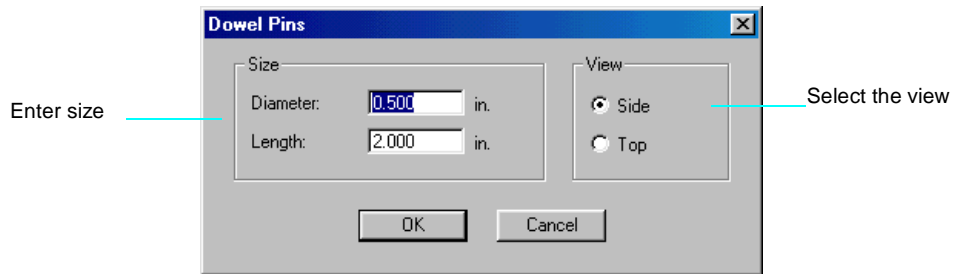 Dowel Pins
Size
View
Enter size
Diameter: 0.500 in.
Side
Select the view
Length: 2.000 in.
Top
OK
Cancel